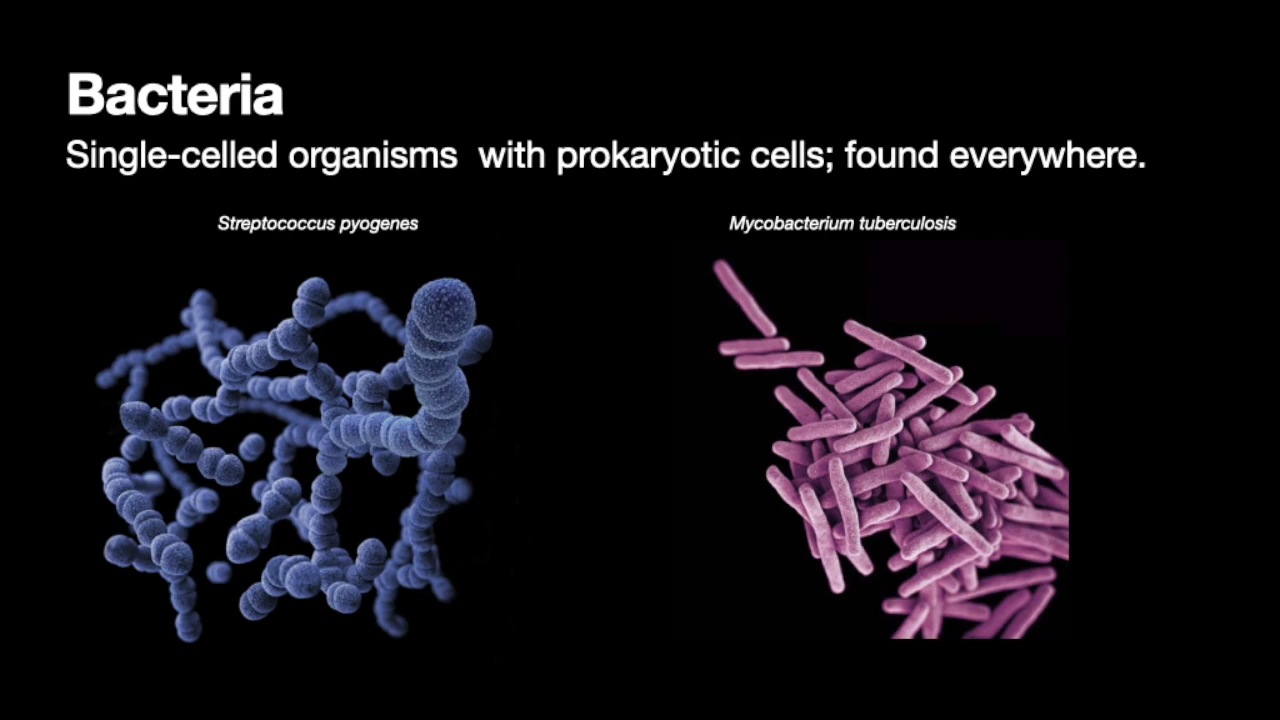 Bacteria
Single-celled organisms  with prokaryotic cells; found everywhere.
Streptococcus pyogenes
Mycobacterium tuberculosis